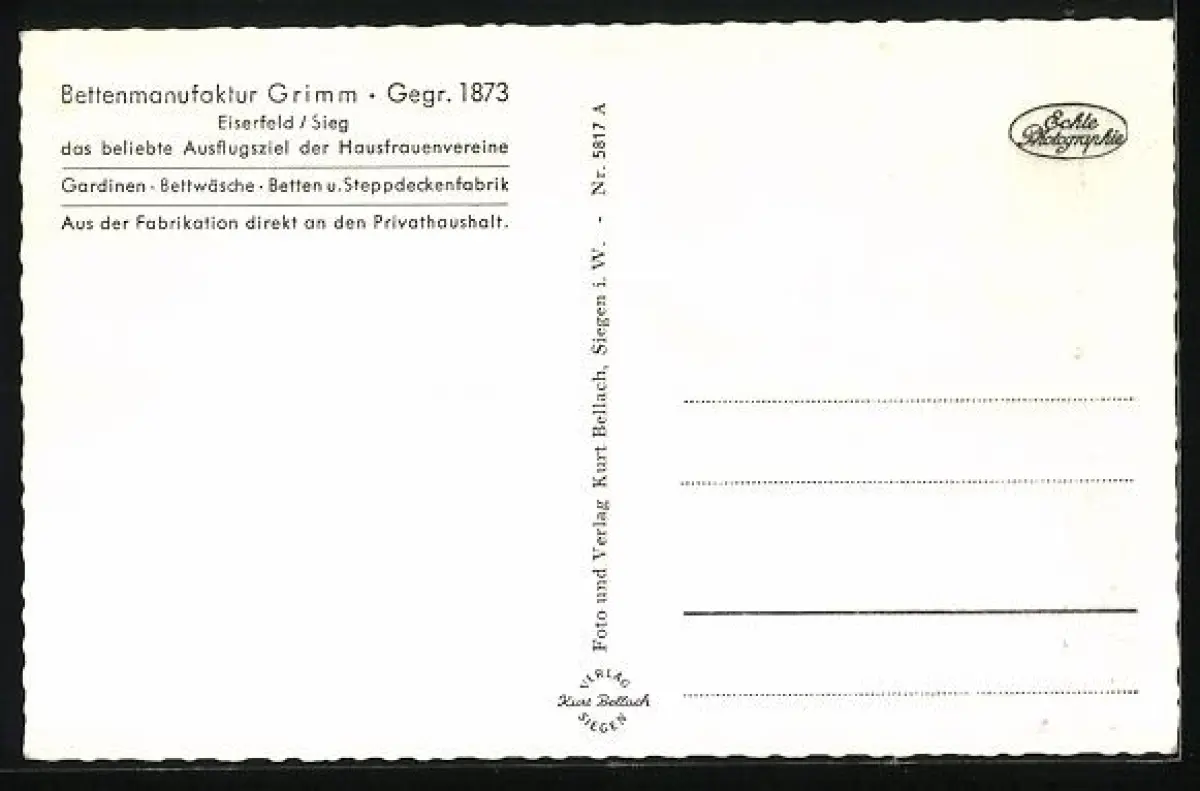 Bettenmanufaktur Grimm · Gegr. 1873
Eiserfeld / Sieg
das beliebte Ausflugsziel der Hausfrauenvereine
Gardinen · Bettwäsche · Betten u. Steppdeckenfabrik
Aus der Fabrikation direkt an den Privathaushalt.
Foto und Verlag Kurt Bellach, Siegen i. W. - Nr. 5817 A
VERLAG
Kurt Bellach
SIEGEN
Echte
Photographie